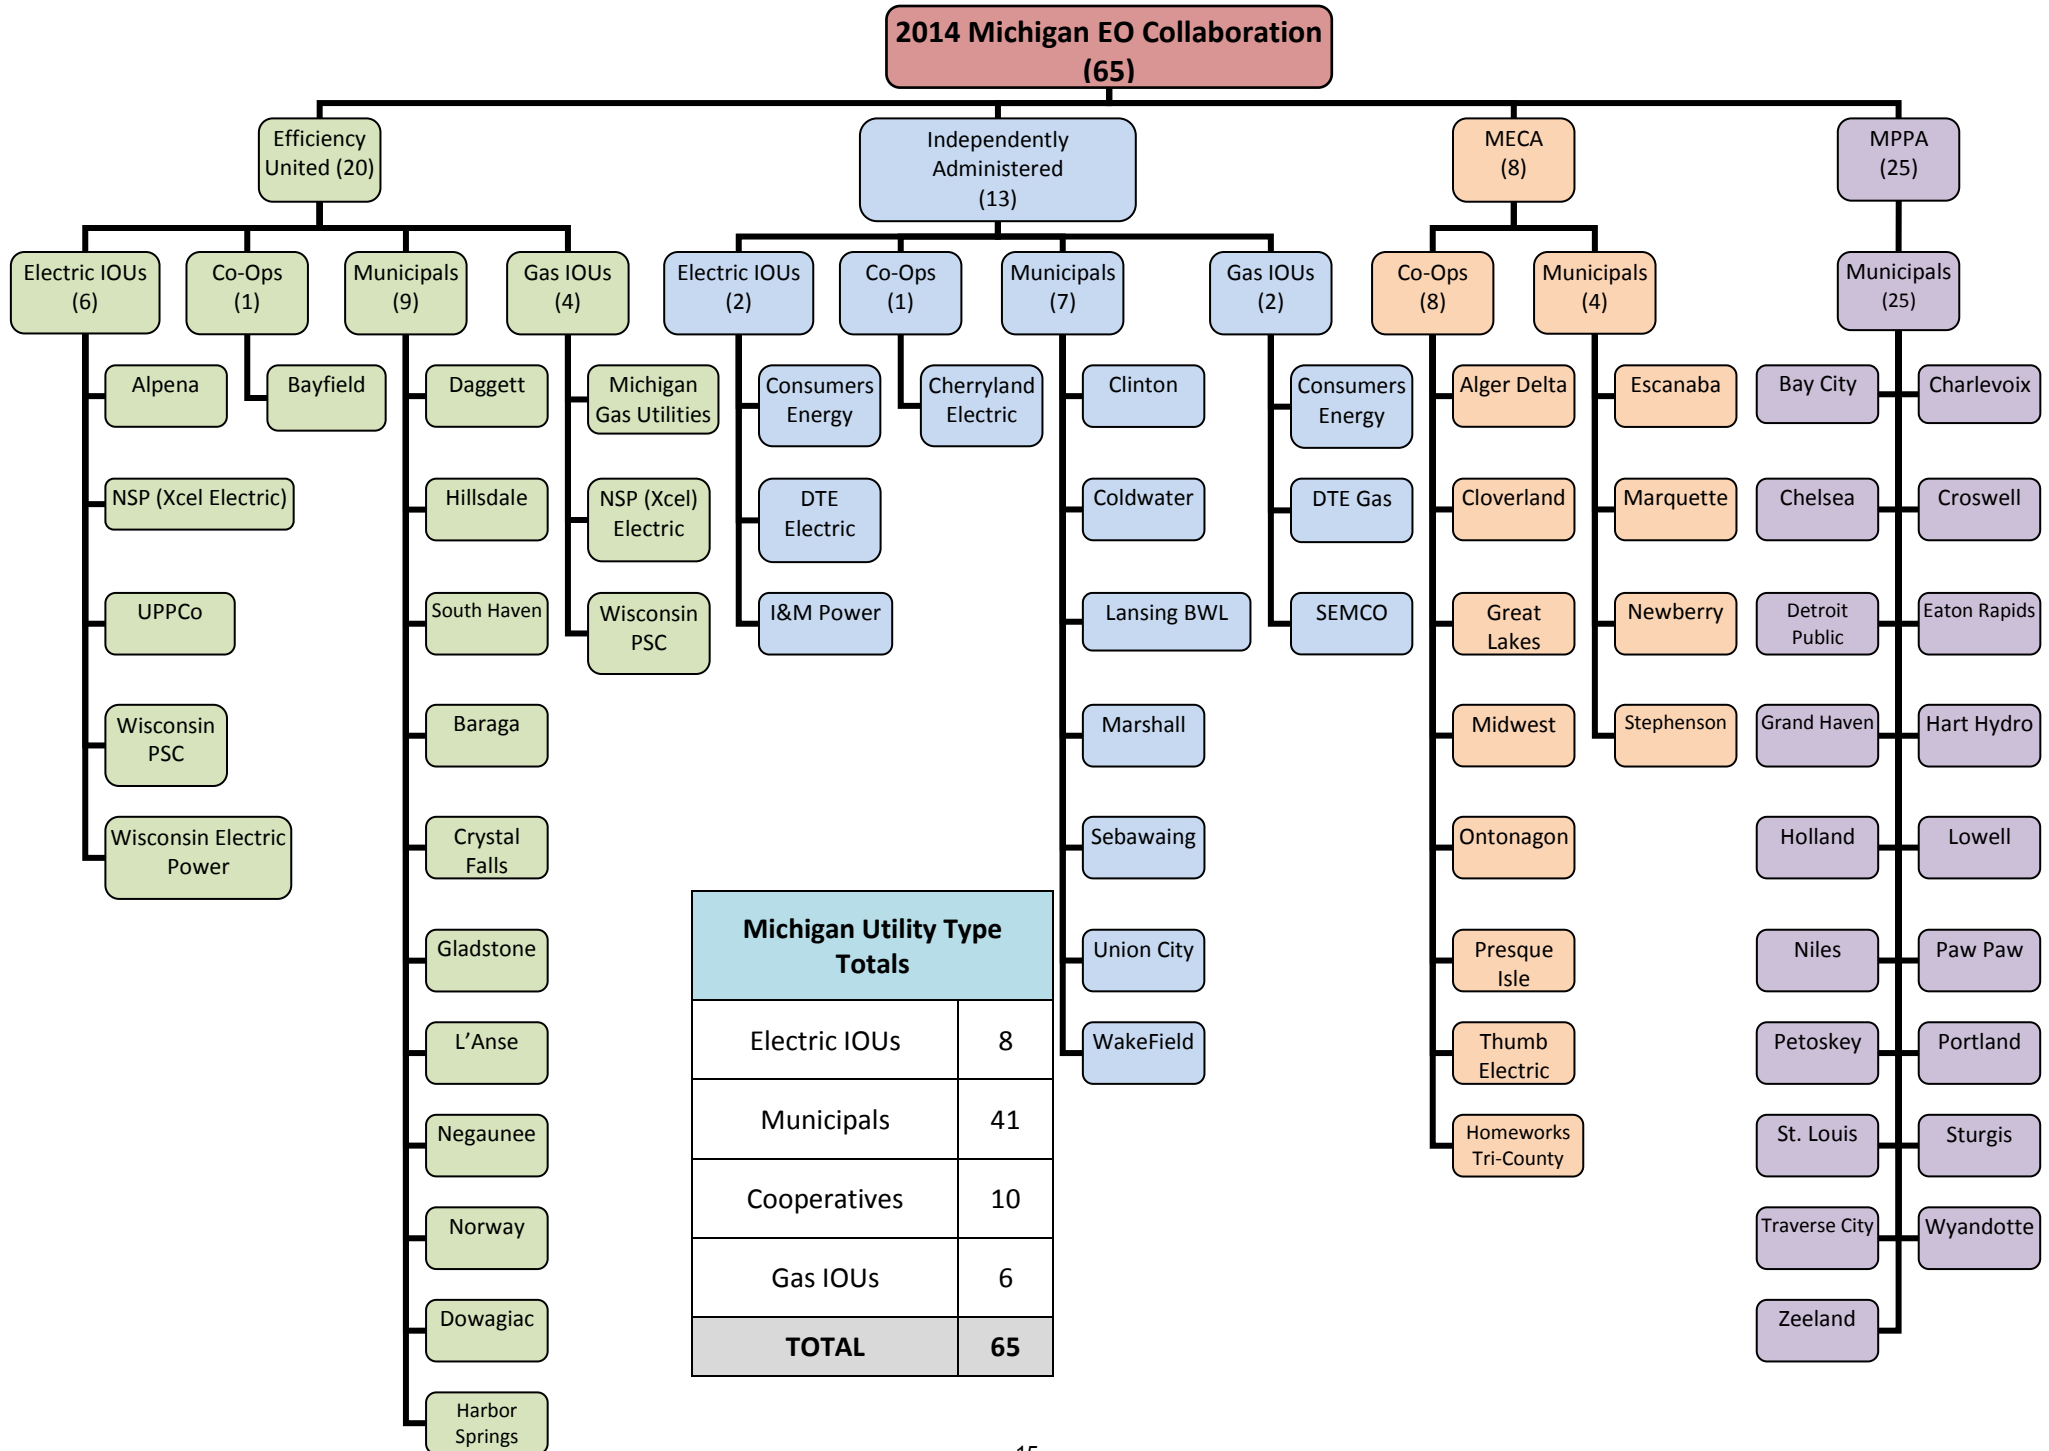 2014 Michigan EO Collaboration
(65)
Efficiency
United (20)
Independently
Administered
(13)
MECA
(8)
MPPA
(25)
Electric IOUs
(6)
Co-Ops
(1)
Municipals
(9)
Gas IOUs
(4)
Electric IOUs
(2)
Co-Ops
(1)
Municipals
(7)
Gas IOUs
(2)
Co-Ops
(8)
Municipals
(4)
Municipals
(25)
Alpena
NSP (Xcel Electric)
UPPCo
Wisconsin
PSC
Wisconsin Electric
Power
Bayfield
Daggett
Hillsdale
South Haven
Baraga
Crystal
Falls
Gladstone
L’Anse
Negaunee
Norway
Dowagiac
Harbor
Springs
Michigan
Gas Utilities
NSP (Xcel)
Electric
Wisconsin
PSC
Consumers
Energy
DTE
Electric
I&M Power
Cherryland
Electric
Clinton
Coldwater
Lansing BWL
Marshall
Sebawaing
Union City
WakeField
Consumers
Energy
DTE Gas
SEMCO
Alger Delta
Cloverland
Great
Lakes
Midwest
Ontonagon
Presque
Isle
Thumb
Electric
Homeworks
Tri-County
Escanaba
Marquette
Newberry
Stephenson
Bay City
Charlevoix
Chelsea
Croswell
Detroit
Public
Eaton Rapids
Grand Haven
Hart Hydro
Holland
Lowell
Niles
Paw Paw
Petoskey
Portland
St. Louis
Sturgis
Traverse City
Wyandotte
Zeeland
Michigan Utility Type
Totals
Electric IOUs 8
Municipals 41
Cooperatives 10
Gas IOUs 6
TOTAL 65
15